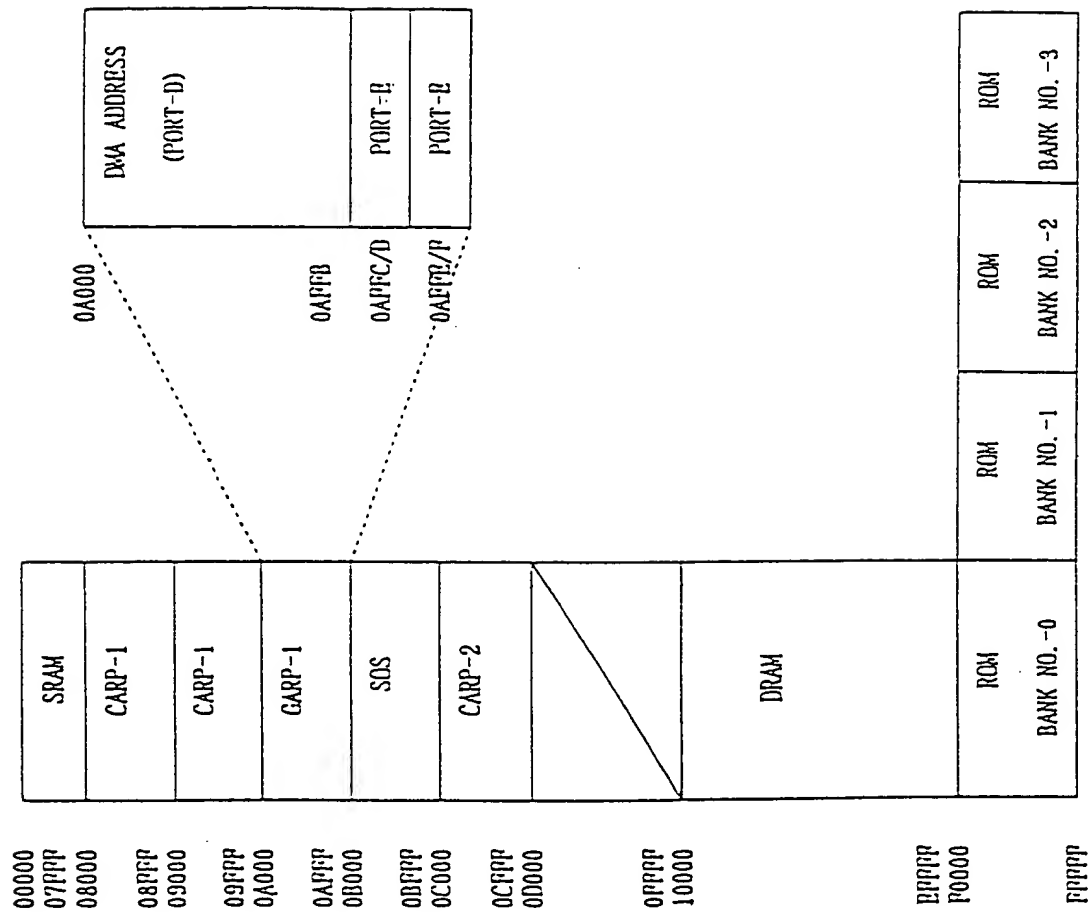 00000
07FFF
08000
08FFF
09000
09FFF
0A000
0AFFF
0B000
0BFFF
0C000
0CFFF
0D000
0FFFF
10000
EFFFF
F0000
FFFFF
SRAM
CARP-1
CARP-1
GARP-1
SOS
CARP-2
DRAM
ROM
BANK NO.-0
ROM
BANK NO.-1
ROM
BANK NO.-2
ROM
BANK NO.-3
0A000
0AFFB
0AFFC/D
0AFFE/F
DMA ADDRESS
(PORT-D)
PORT-E
PORT-E